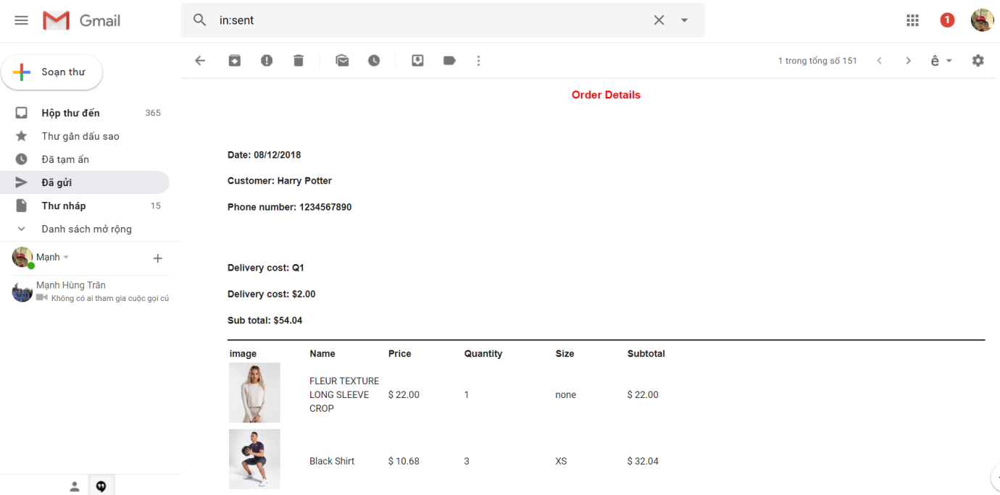 Gmail
in:sent
1
Soạn thư
1 trong tổng số 151
ê
Hộp thư đến 365
Thư gắn dấu sao
Đã tạm ẩn
Đã gửi
Thư nháp 15
Danh sách mở rộng
Mạnh
Mạnh Hùng Trần
Không có ai tham gia cuộc gọi củ
Order Details
Date: 08/12/2018
Customer: Harry Potter
Phone number: 1234567890
Delivery cost: Q1
Delivery cost: $2.00
Sub total: $54.04
image Name Price Quantity Size Subtotal
FLEUR TEXTURE
LONG SLEEVE $ 22.00 1 none $ 22.00
CROP
Black Shirt $ 10.68 3 XS $ 32.04